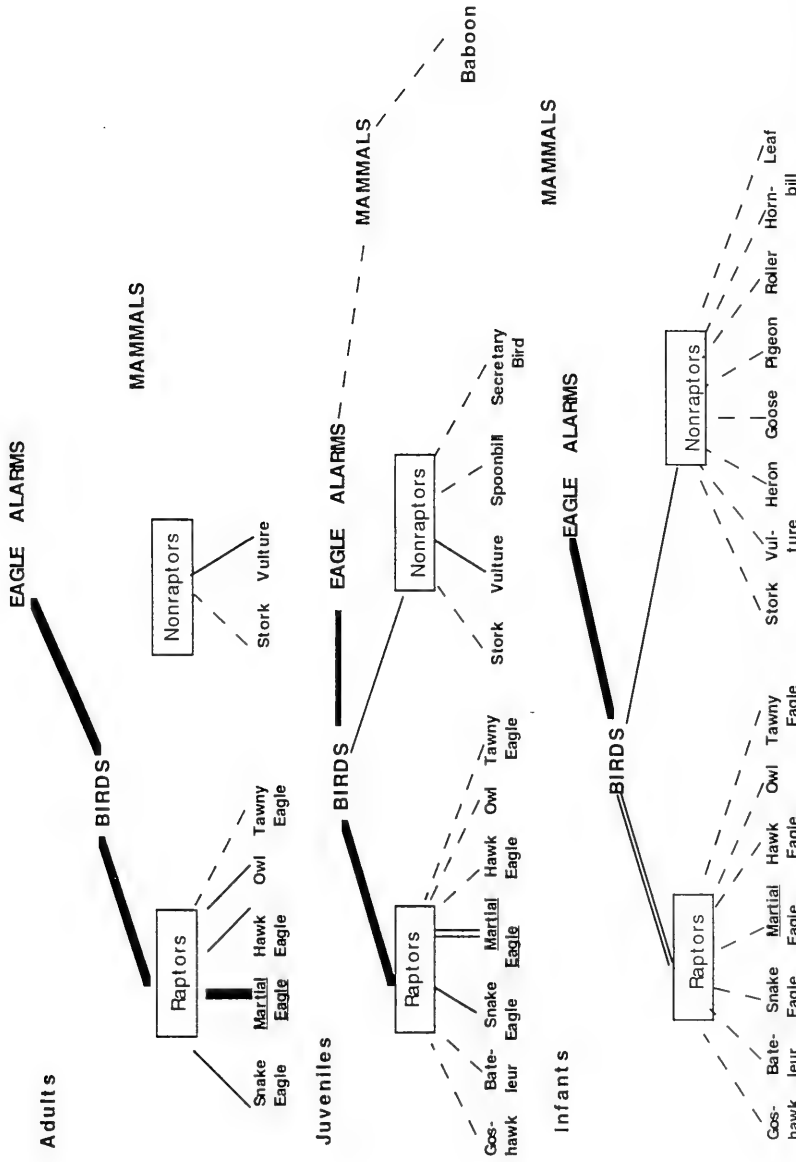 Adults
EAGLE ALARMS
BIRDS
MAMMALS
Raptors
Nonraptors
Snake Eagle
Martial Eagle
Hawk Eagle
Owl
Tawny Eagle
Stork
Vulture
Juveniles
BIRDS
EAGLE ALARMS
MAMMALS
Raptors
Nonraptors
Baboon
Gos-
hawk
Bate-
leur
Snake
Eagle
Martial
Eagle
Hawk
Eagle
Owl
Tawny
Eagle
Stork
Vulture
Spoonbill
Secretary
Bird
Infants
EAGLE ALARMS
BIRDS
MAMMALS
Raptors
Nonraptors
Gos-
hawk
Bate-
leur
Snake
Eagle
Martial
Eagle
Hawk
Eagle
Owl
Tawny
Eagle
Stork
Vul-
ture
Heron
Goose
Pigeon
Roller
Horn-
bill
Leaf